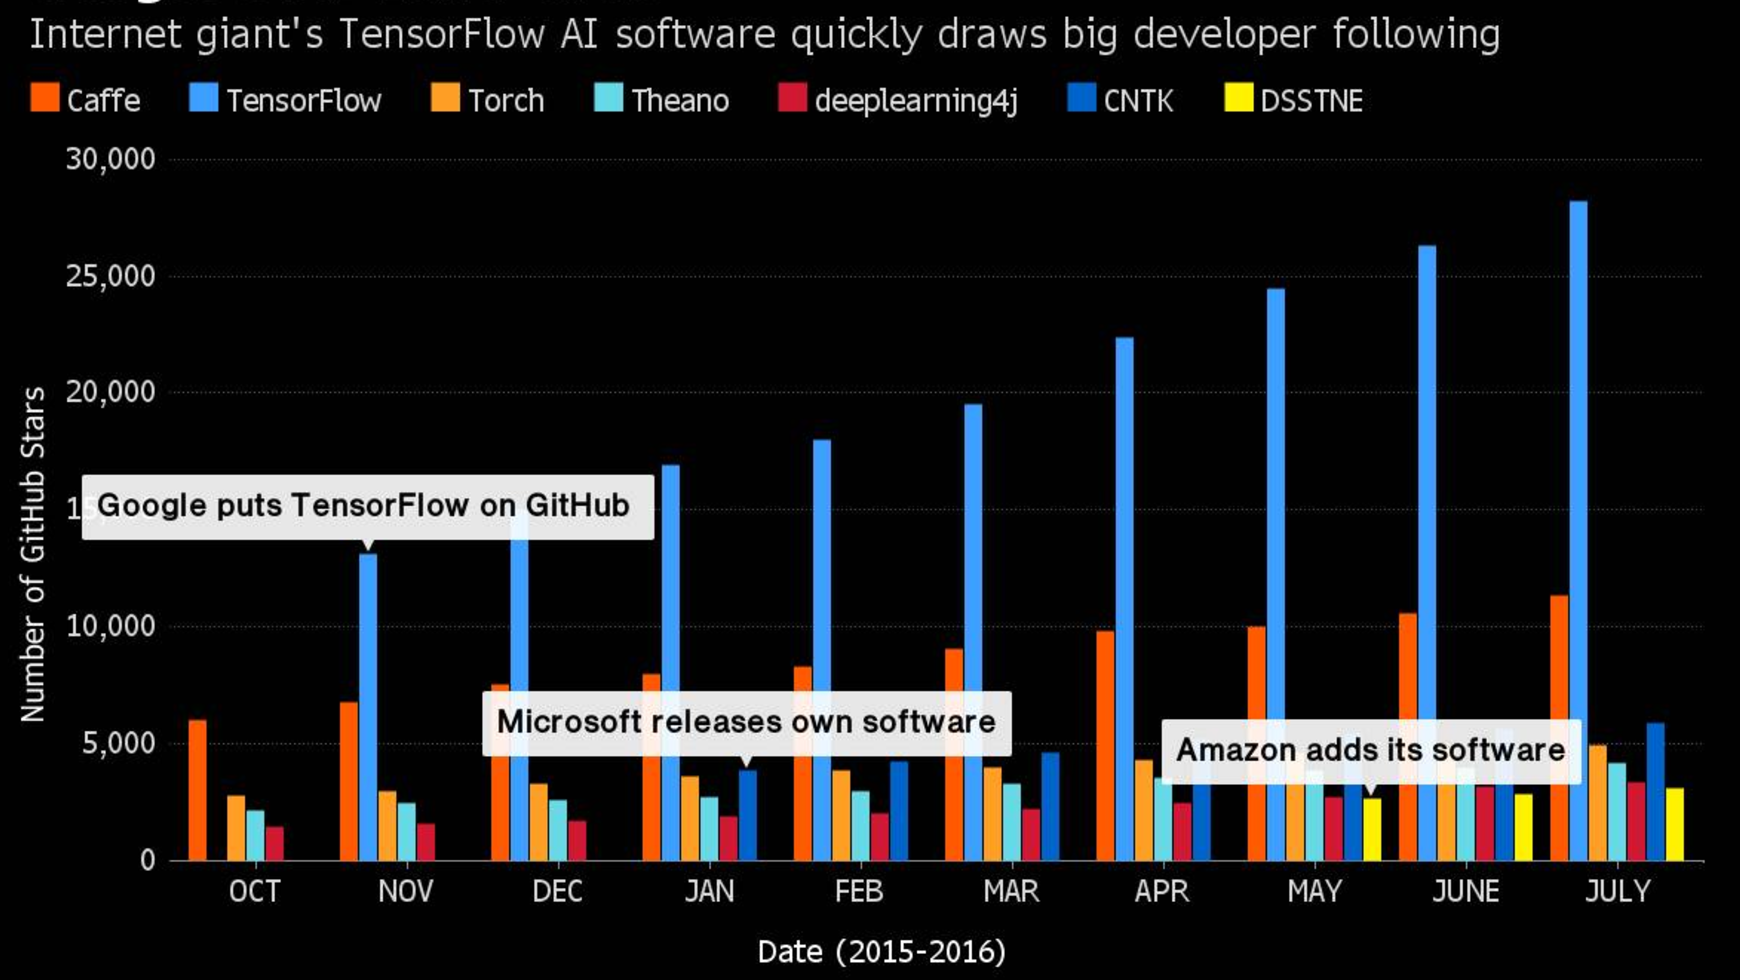 Internet giant's TensorFlow AI software quickly draws big developer following
Caffe TensorFlow Torch Theano deeplearning4j CNTK DSSTNE
30,000
25,000
20,000
Google puts TensorFlow on GitHub
10,000
Microsoft releases own software
Amazon adds its software
5,000
0
Number of GitHub Stars
OCT NOV DEC JAN FEB MAR APR MAY JUNE JULY
Date (2015-2016)